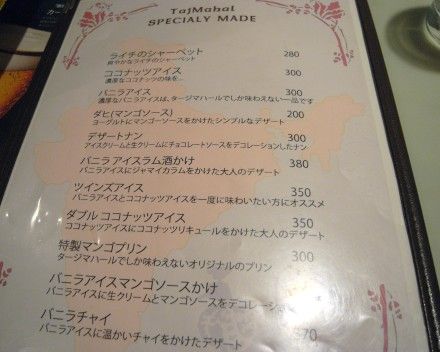 TajMahal
SPECIALY MADE
ライチのシャーベット 280
爽やかなライチのシャーベット
ココナッツアイス 300
濃厚なココナツの味を...
バニラアイス 300
濃厚なバニラアイスは、タージマハールでしか味わえない一品です
ダヒ(マンゴソース) 200
ヨーグルトにマンゴーソースをかけたシンプルなデザート
デザートナン 300
アイスクリームと生クリームにチョコレートソースをデコレーションしたナン
バニラ アイスラム酒かけ 380
バニラアイスにジャマイカラムをかけた大人のデザート
ツインズアイス 350
バニラアイスとココナッツアイスを一度に味わいたい方にオススメ
ダブル ココナッツアイス 350
ココナッツアイスにココナッツリキュールをかけた大人のデザート
特製マンゴプリン 300
タージマハールでしか味わえないオリジナルのプリン
バニラアイスマンゴソースかけ
バニラアイスに生クリームとマンゴソースをデコレーション
バニラチャイ 370
バニラアイスに温かいチャイをかけたデザート